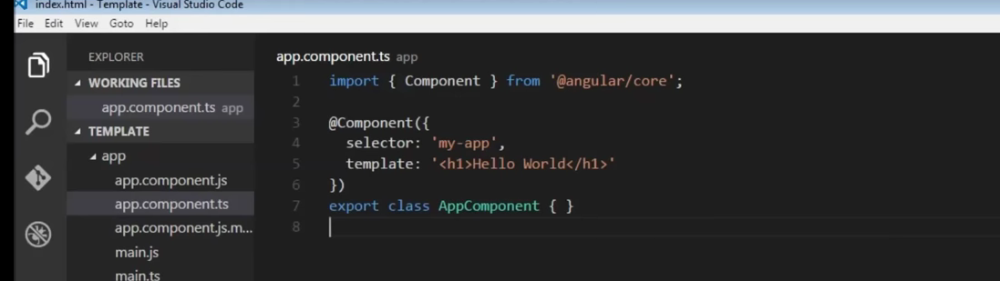 index.html - Template - Visual Studio Code
File Edit View Goto Help
EXPLORER
WORKING FILES
app.component.ts app
TEMPLATE
app
app.component.js
app.component.ts
app.component.js.m...
main.js
main.ts
app.component.ts app
1 import { Component } from '@angular/core';
2
3 @Component({
4 selector: 'my-app',
5 template: '<h1>Hello World</h1>'
6 })
7 export class AppComponent { }
8